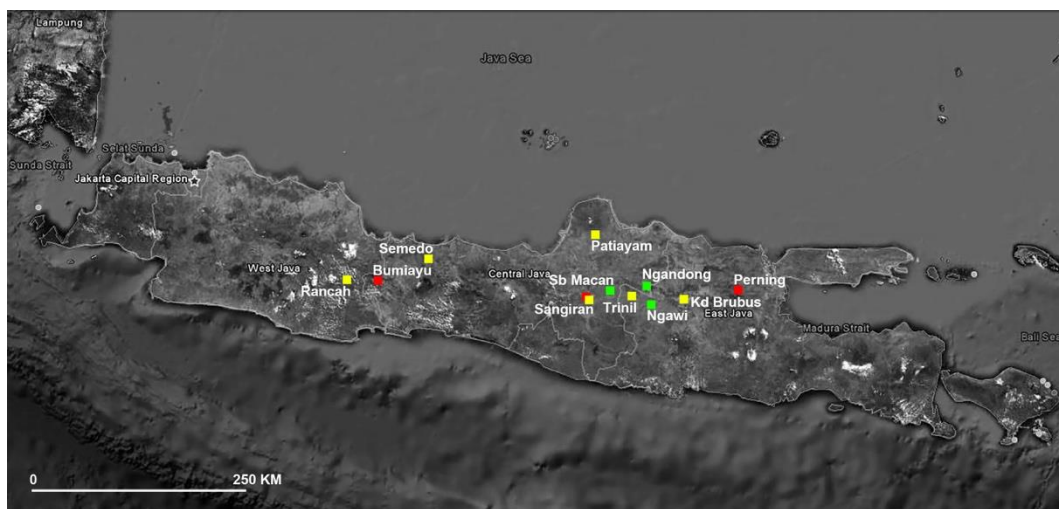 Lampung
Java Sea
Selat Sunda
Sunda Strait
Jakarta Capital Region
Patiayam
Semedo
West Java
Bumiayu
Central Java
Sb Macan
Ngandong
Perning
Rancah
Sangiran
Trinil
Kd Brubus
Ngawi
East Java
Madura Strait
Bali Sea
0
250 KM